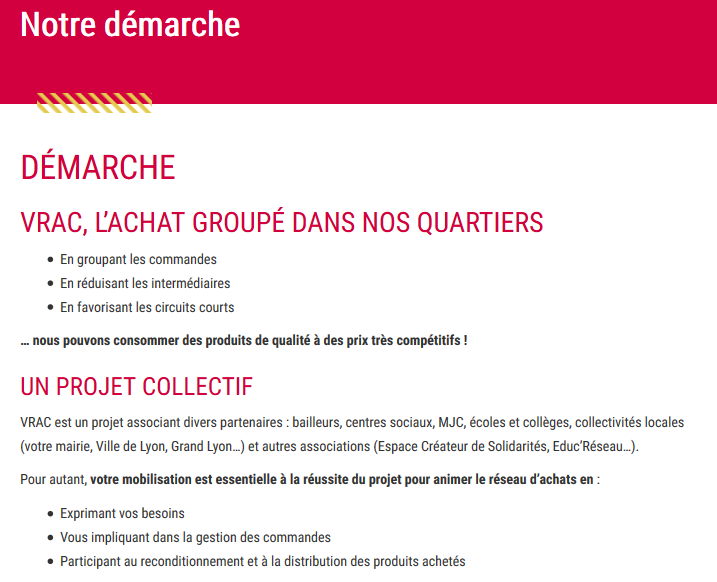 Notre démarche
DÉMARCHE
VRAC, L’ACHAT GROUPÉ DANS NOS QUARTIERS
• En groupant les commandes
• En réduisant les intermédiaires
• En favorisant les circuits courts
… nous pouvons consommer des produits de qualité à des prix très compétitifs !
UN PROJET COLLECTIF
VRAC est un projet associant divers partenaires : bailleurs, centres sociaux, MJC, écoles et collèges, collectivités locales
(votre mairie, Ville de Lyon, Grand Lyon…) et autres associations (Espace Créateur de Solidarités, Educ’Réseau…).
Pour autant, votre mobilisation est essentielle à la réussite du projet pour animer le réseau d’achats en :
• Exprimant vos besoins
• Vous impliquant dans la gestion des commandes
• Participant au reconditionnement et à la distribution des produits achetés